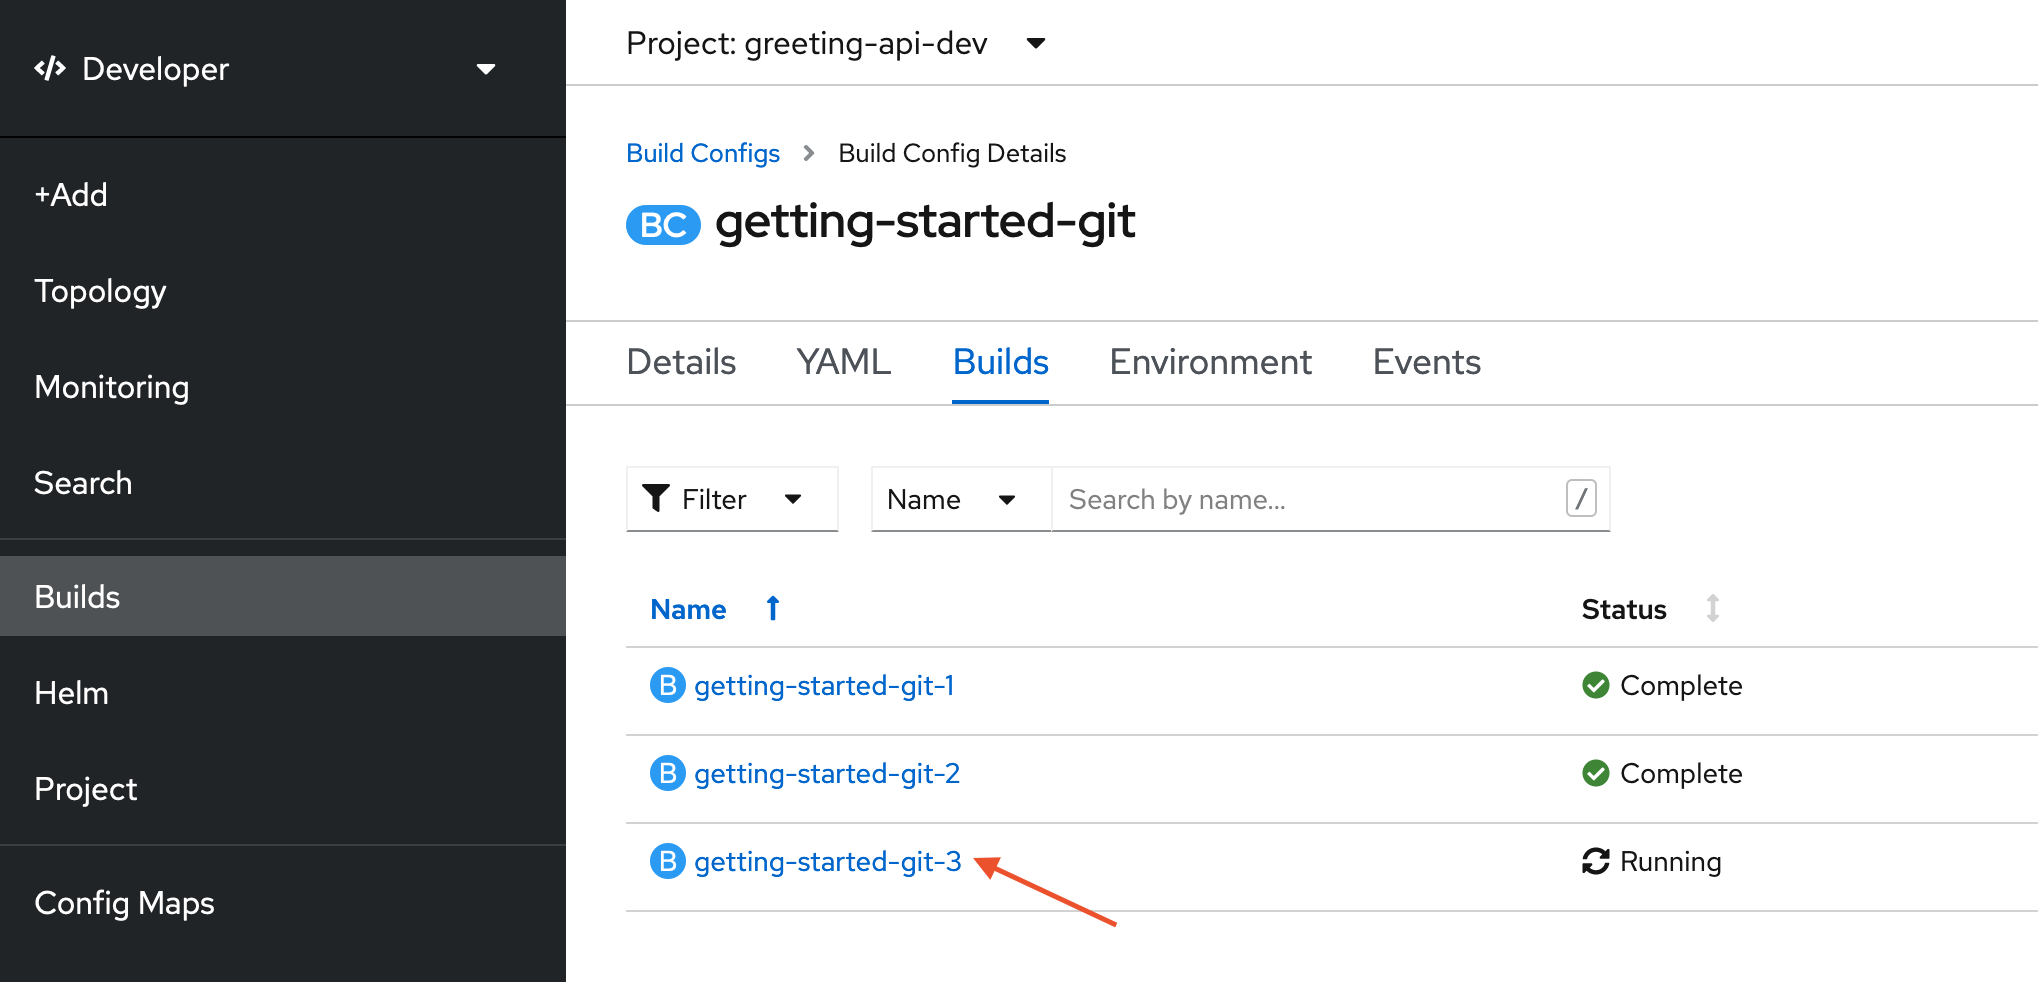 Developer
+Add
Topology
Monitoring
Search
Builds
Helm
Project
Config Maps
Project: greeting-api-dev
Build Configs Build Config Details
BC getting-started-git
Details YAML Builds Environment Events
Filter Name Search by name... /
Name Status
B getting-started-git-1 Complete
B getting-started-git-2 Complete
B getting-started-git-3 Running